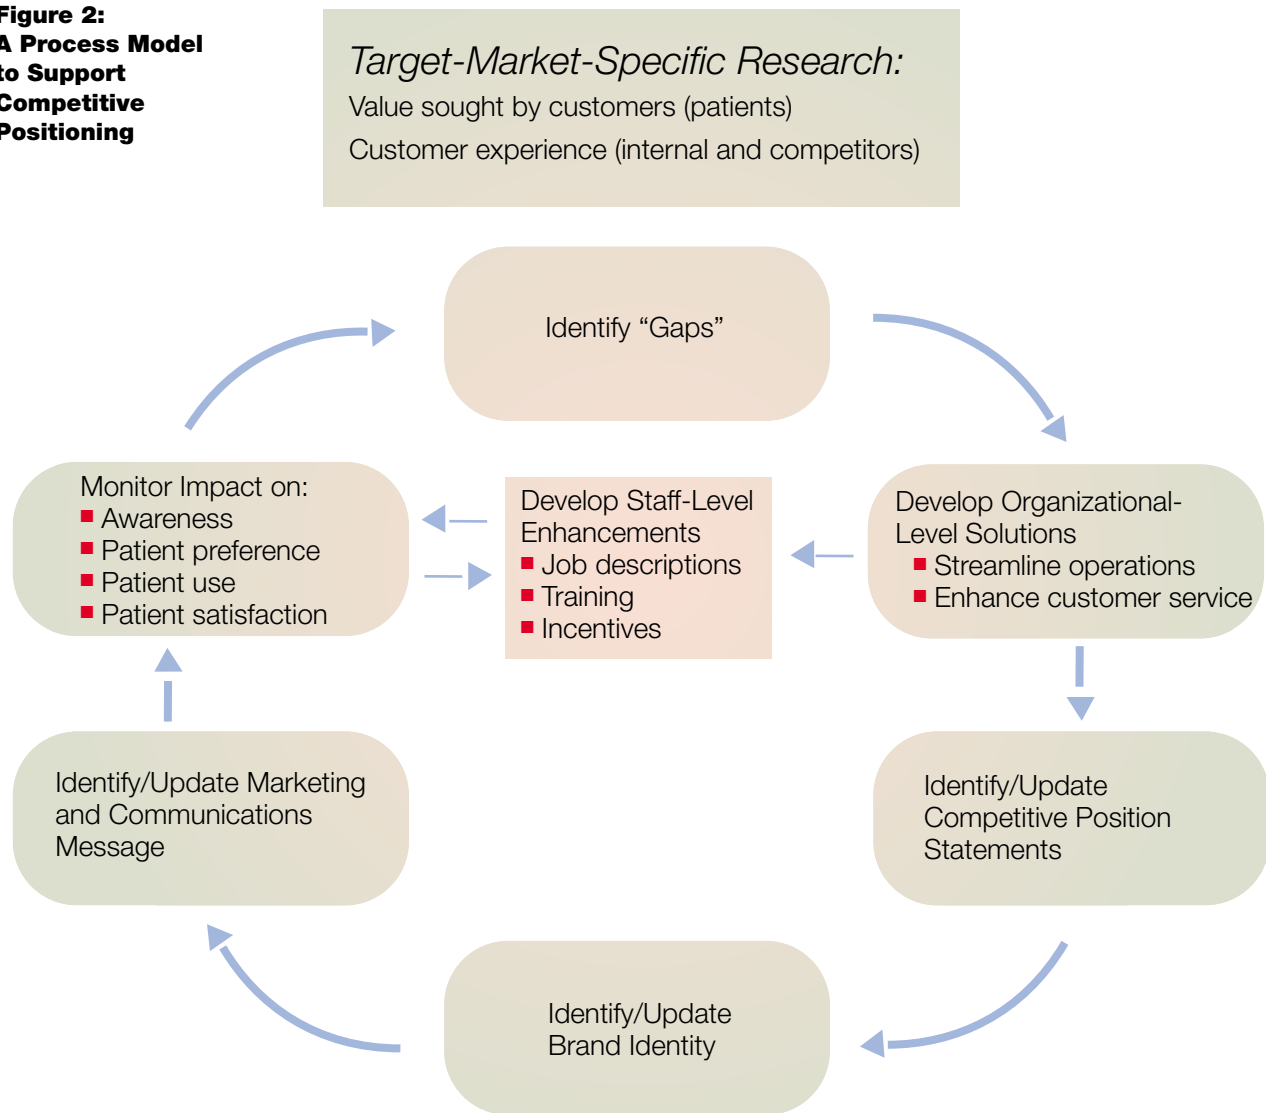 Figure 2:
A Process Model
to Support
Competitive
Positioning
Target-Market-Specific Research:
Value sought by customers (patients)
Customer experience (internal and competitors)
Identify “Gaps”
Monitor Impact on:
Awareness
Patient preference
Patient use
Patient satisfaction
Develop Staff-Level
Enhancements
Job descriptions
Training
Incentives
Develop Organizational-
Level Solutions
Streamline operations
Enhance customer service
Identify/Update Marketing
and Communications
Message
Identify/Update
Competitive Position
Statements
Identify/Update
Brand Identity